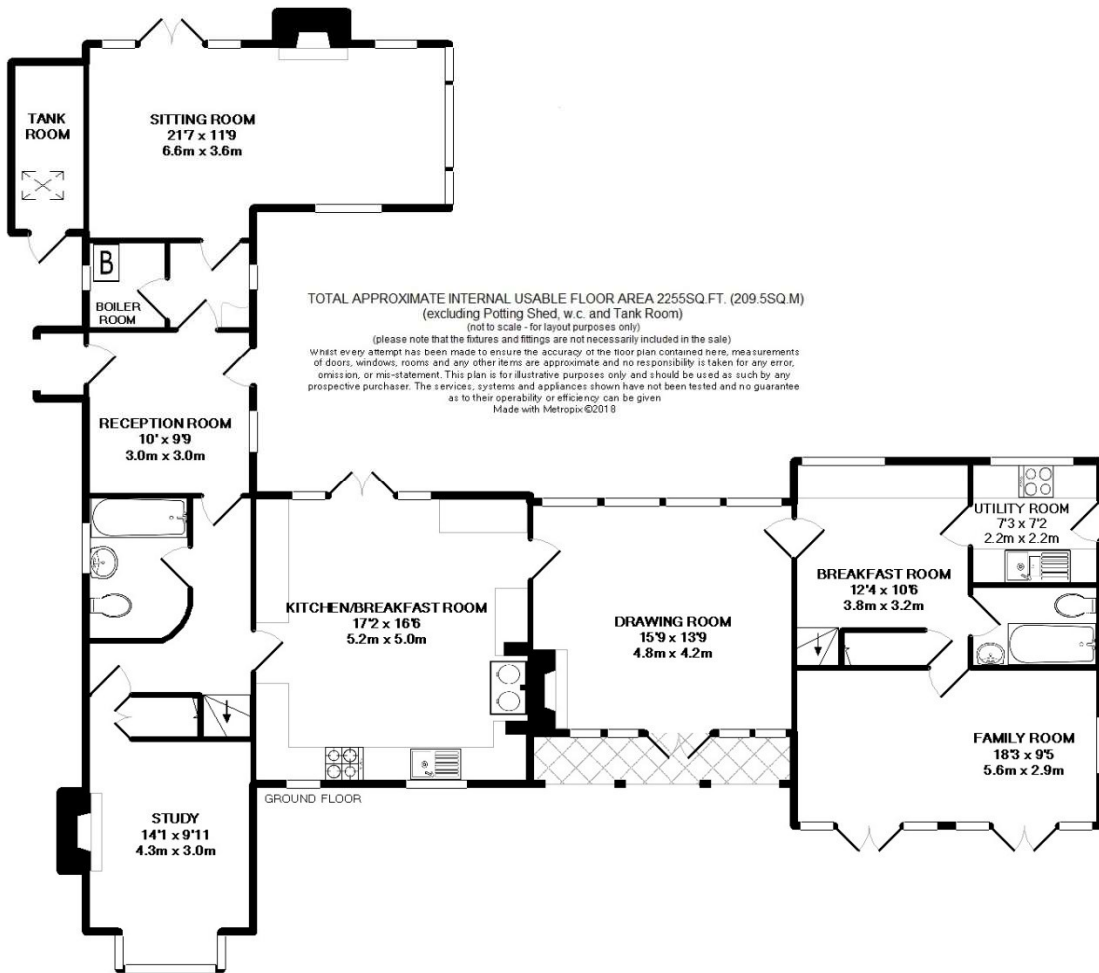 TANK
ROOM
SITTING ROOM
21'7 x 11'9
6.6m x 3.6m
B
BOILER
ROOM
TOTAL APPROXIMATE INTERNAL USABLE FLOOR AREA 2255SQ.FT. (209.5SQ.M)
(excluding Potting Shed, w.c. and Tank Room)
(not to scale - for layout purposes only)
(please note that the fixtures and fittings are not necessarily included in the sale)
Whilst every attempt has been made to ensure the accuracy of the floor plan contained here, measurements
of doors, windows, rooms and any other items are approximate and no responsibility is taken for any error,
omission, or mis-statement. This plan is for illustrative purposes only and should be used as such by any
prospective purchaser. The services, systems and appliances shown have not been tested and no guarantee
as to their operability or efficiency can be given
Made with Metropix ©2018
RECEPTION ROOM
10' x 9'9
3.0m x 3.0m
UTILITY ROOM
7'3 x 7'2
2.2m x 2.2m
BREAKFAST ROOM
12'4 x 10'6
3.8m x 3.2m
KITCHEN/BREAKFAST ROOM
17'2 x 16'6
5.2m x 5.0m
DRAWING ROOM
15'9 x 13'9
4.8m x 4.2m
FAMILY ROOM
18'3 x 9'5
5.6m x 2.9m
GROUND FLOOR
STUDY
14'1 x 9'11
4.3m x 3.0m